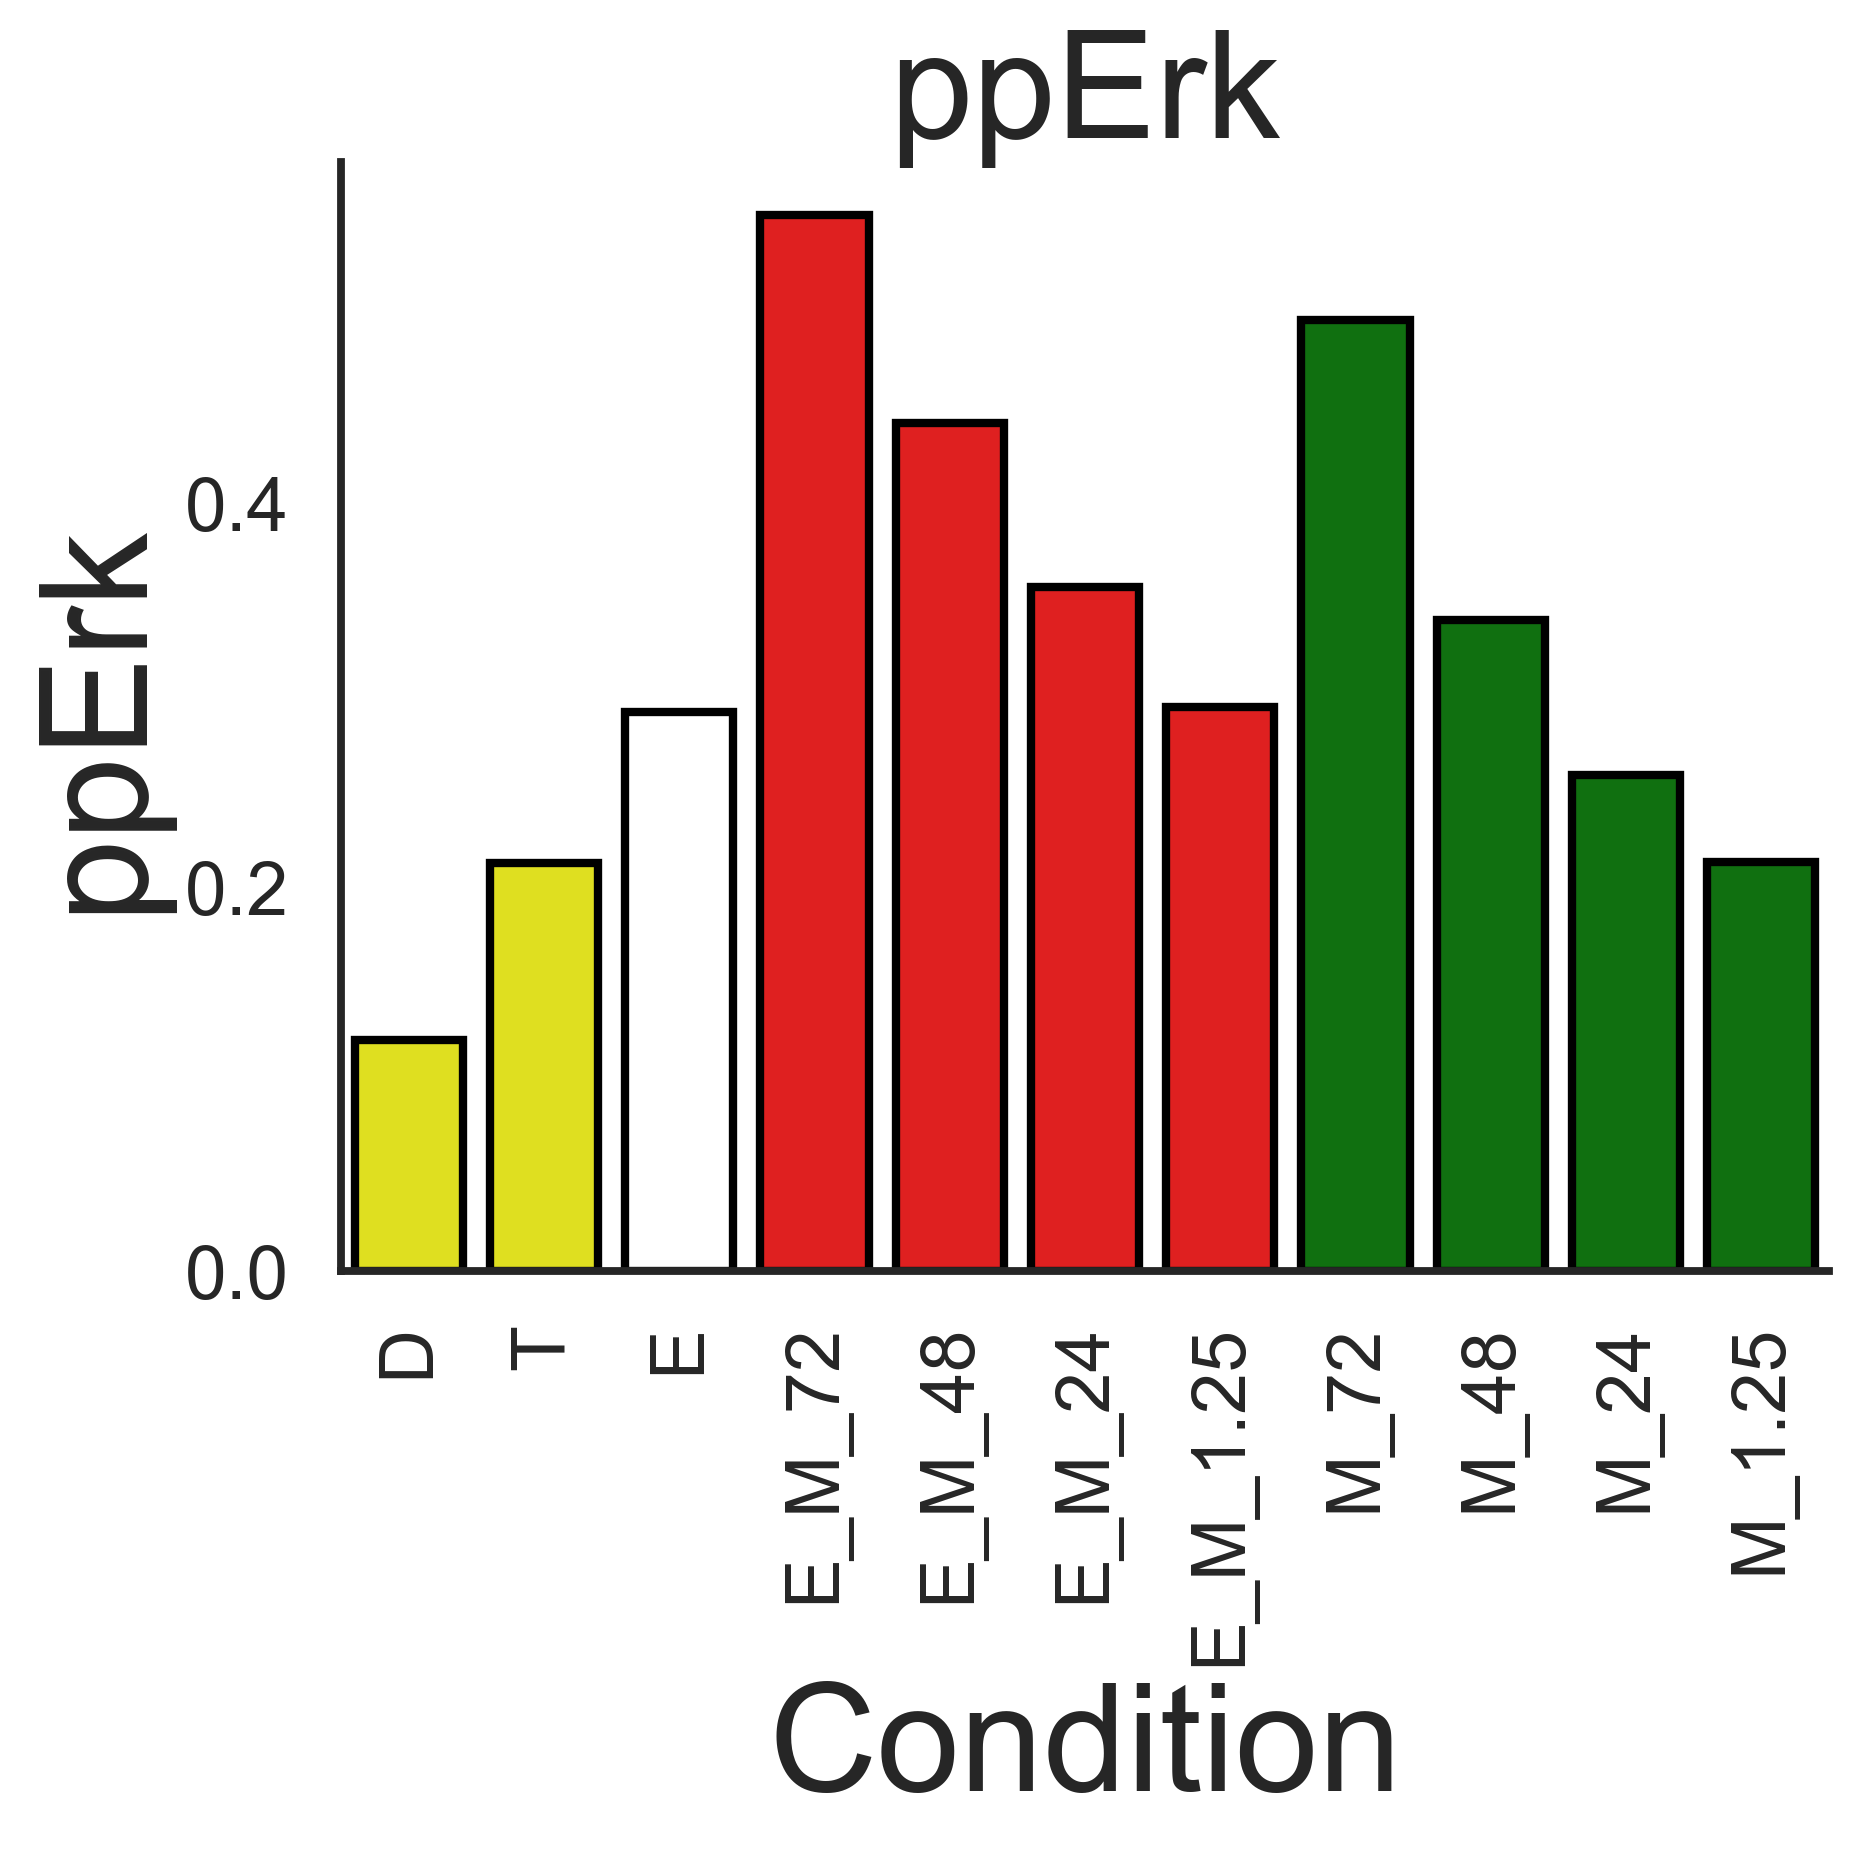 ppErk
ppErk
0.4
0.2
0.0
D
T
E
E_M_72
E_M_48
E_M_24
E_M_1.25
M_72
M_48
M_24
M_1.25
Condition